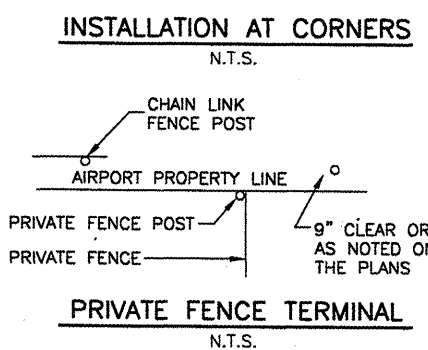 INSTALLATION AT CORNERS
N.T.S.
CHAIN LINK
FENCE POST
AIRPORT PROPERTY LINE
PRIVATE FENCE POST
PRIVATE FENCE
9" CLEAR OR
AS NOTED ON
THE PLANS
PRIVATE FENCE TERMINAL
N.T.S.